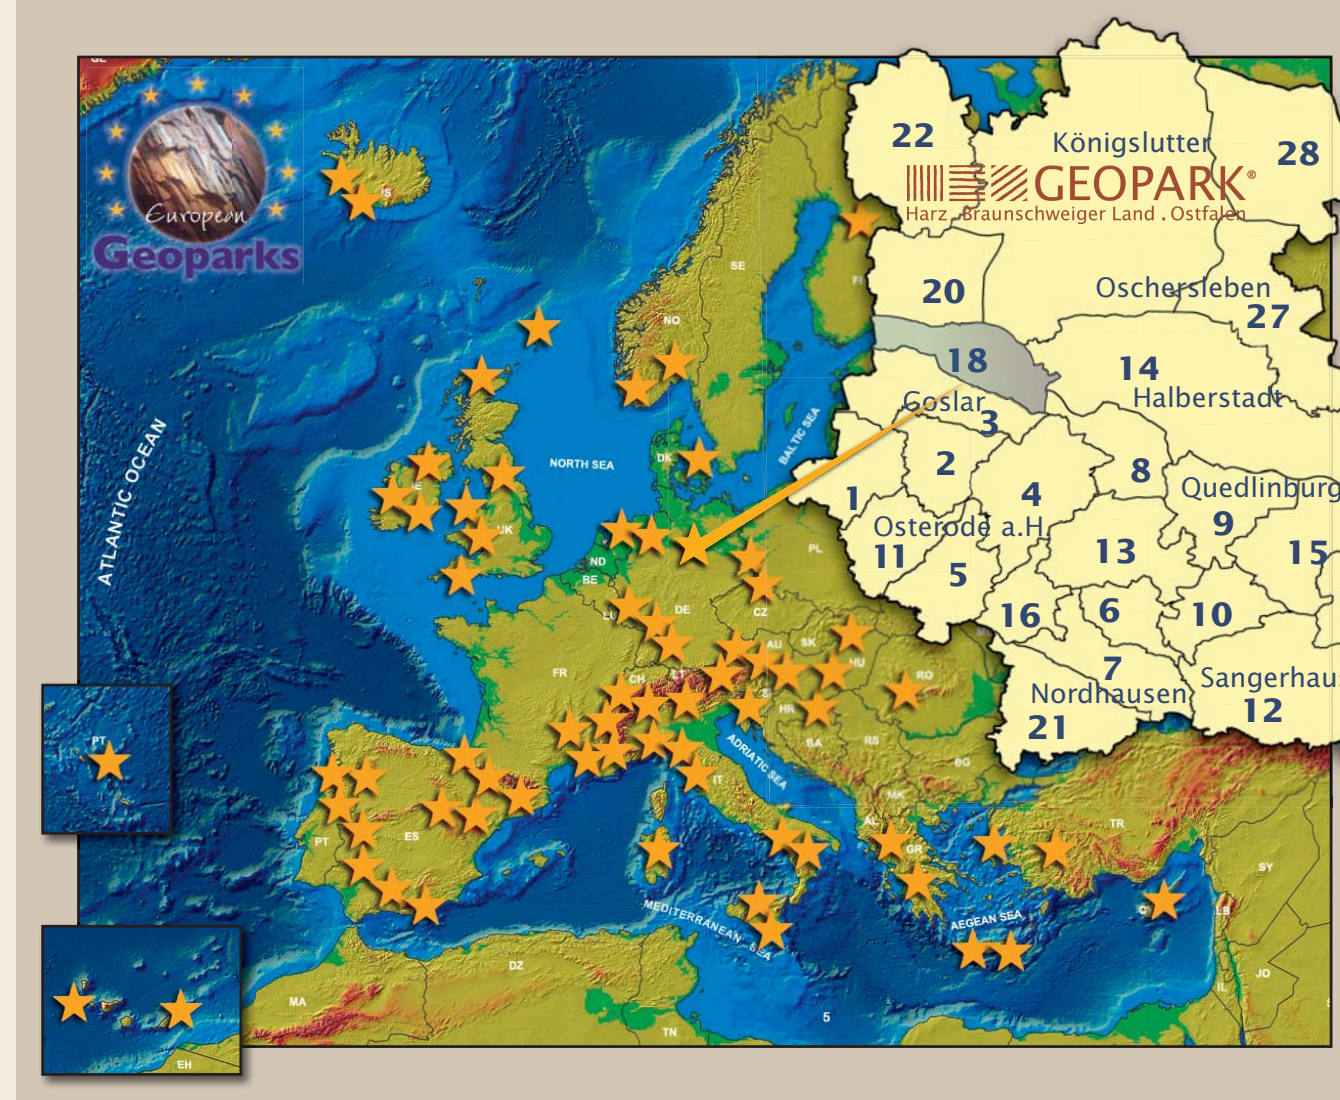 GL
European
Geoparks
IS
ATLANTIC OCEAN
NORTH SEA
BALTIC SEA
SE
NO
FI
DK
IE
UK
ND
BE
LU
DE
PL
CZ
FR
CH
LT
AU
SK
HU
RO
HR
BA
RS
BG
MK
AL
GR
IT
ADRIATIC SEA
PT
ES
PT
MEDITERRANEAN SEA
AEGEAN SEA
TR
SY
LB
JO
IL
MA
DZ
TN
5
EH
22
Königslutter
28
GEOPARK®
Harz . Braunschweiger Land . Ostfalen
20
Oschersleben
27
18
14
Goslar
Halberstadt
3
2
8
1
4
Quedlinburg
Osterode a.H.
9
11
13
15
5
16
6
10
7
Nordhausen
Sangerhaus
21
12